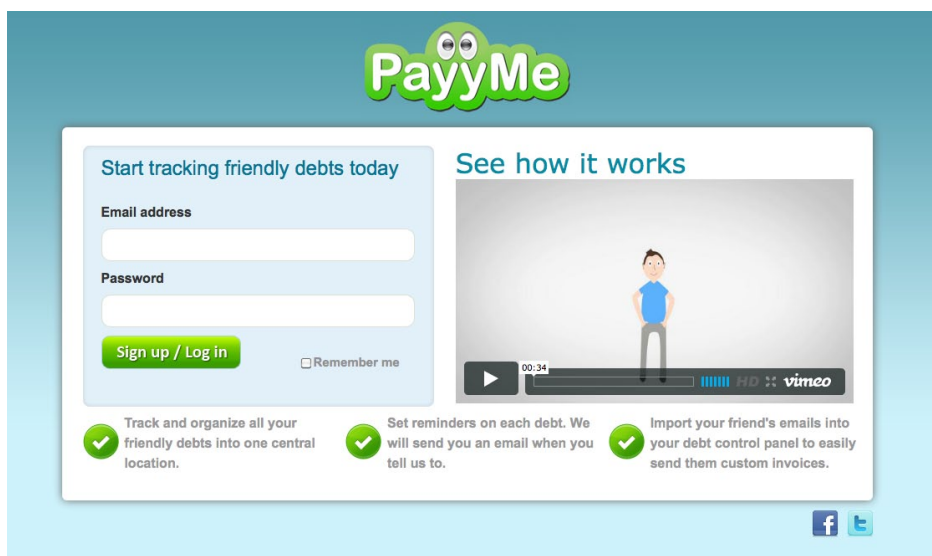 PayyMe
Start tracking friendly debts today
Email address
Password
Sign up / Log in
Remember me
See how it works
00:34
HD
vimeo
Track and organize all your
friendly debts into one central
location.
Set reminders on each debt. We
will send you an email when you
tell us to.
Import your friend's emails into
your debt control panel to easily
send them custom invoices.